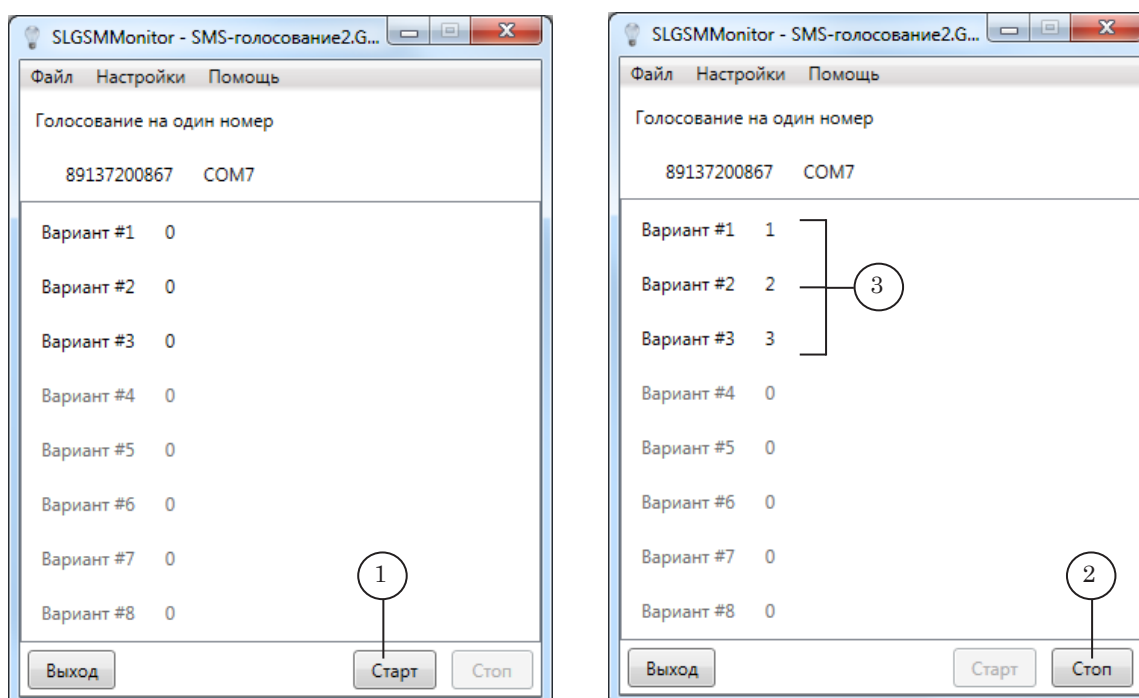 SLGSMMonitor - SMS-голосование2.G...
Файл Настройки Помощь
Голосование на один номер
89137200867 COM7
Вариант #1 0
Вариант #2 0
Вариант #3 0
Вариант #4 0
Вариант #5 0
Вариант #6 0
Вариант #7 0
Вариант #8 0
1
Выход Старт Стоп
SLGSMMonitor - SMS-голосование2.G...
Файл Настройки Помощь
Голосование на один номер
89137200867 COM7
Вариант #1 1
Вариант #2 2 3
Вариант #3 3
Вариант #4 0
Вариант #5 0
Вариант #6 0
Вариант #7 0
Вариант #8 0
2
Выход Старт Стоп